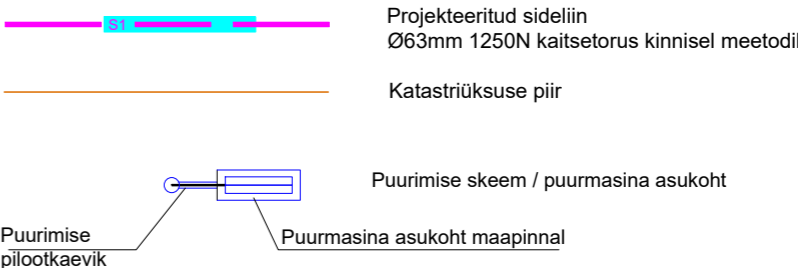 S1
Projekteeritud sideliin
Ø63mm 1250N kaitsetorus kinnisel meetodil
Katastriüksuse piir
Puurimise skeem / puurmasina asukoht
Puurimise
pilootkaevik
Puurmasina asukoht maapinnal